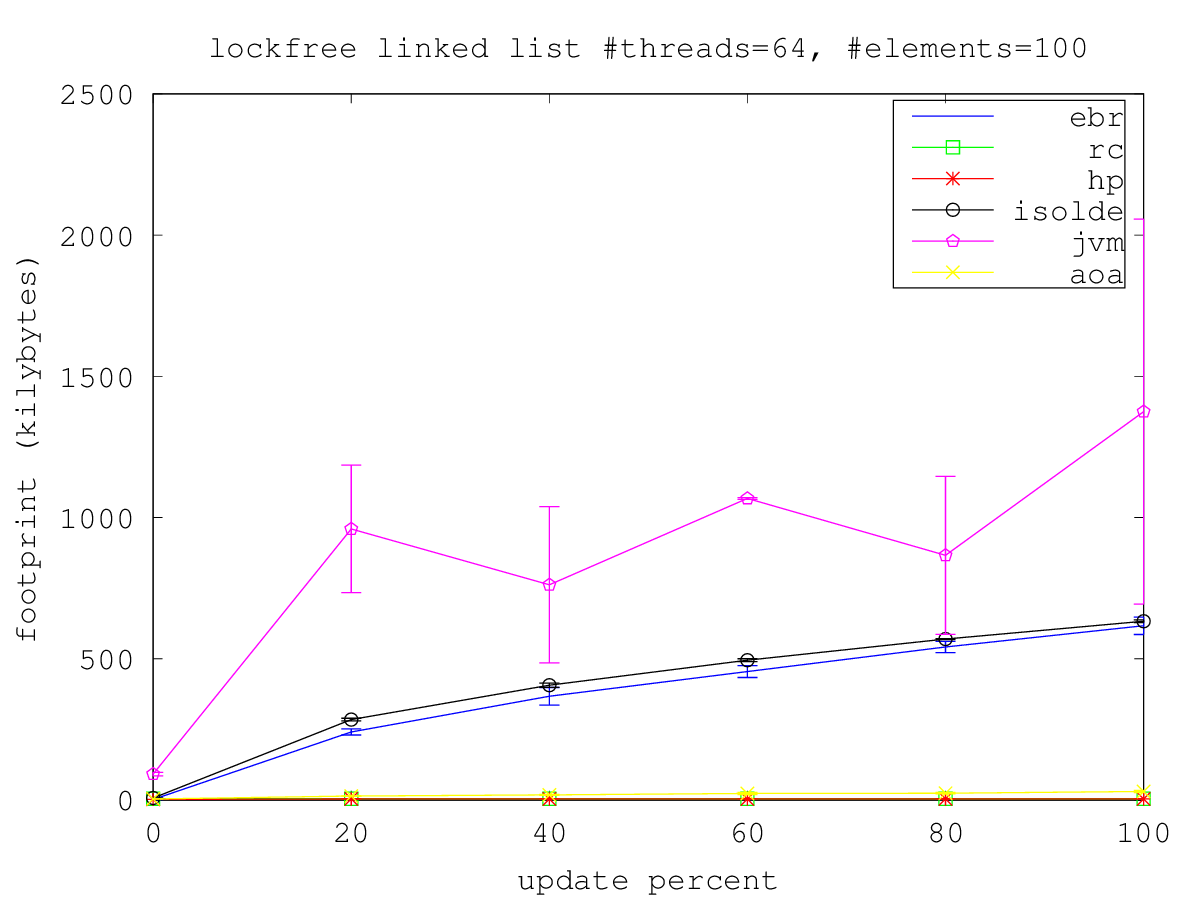 lockfree linked list #threads=64, #elements=100
2500
2000
1500
1000
500
0
ebr
rc
hp
isolde
jvm
aoa
footprint (kilybytes)
0 20 40 60 80 100
update percent